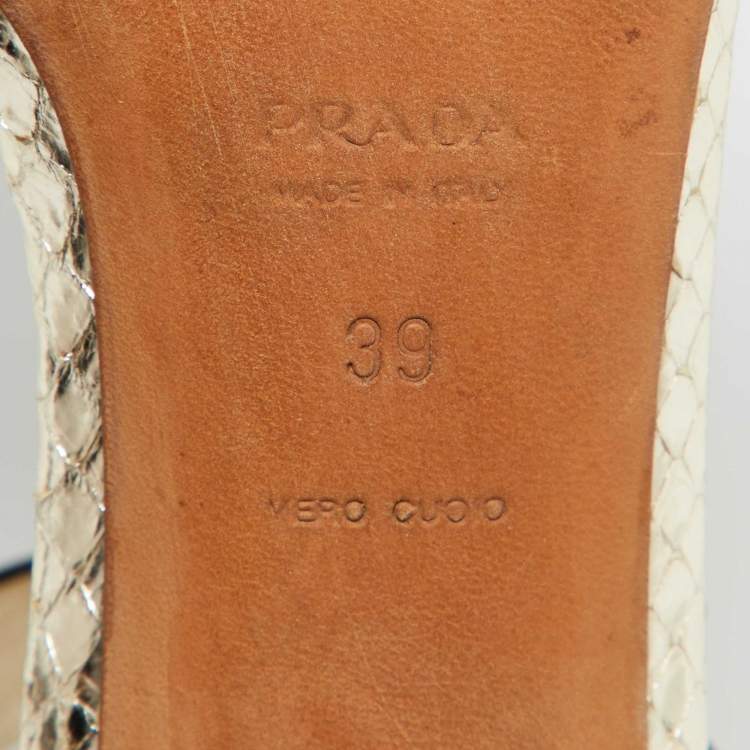 PRADA
MADE IN ITALY
39
VERO CUOIO